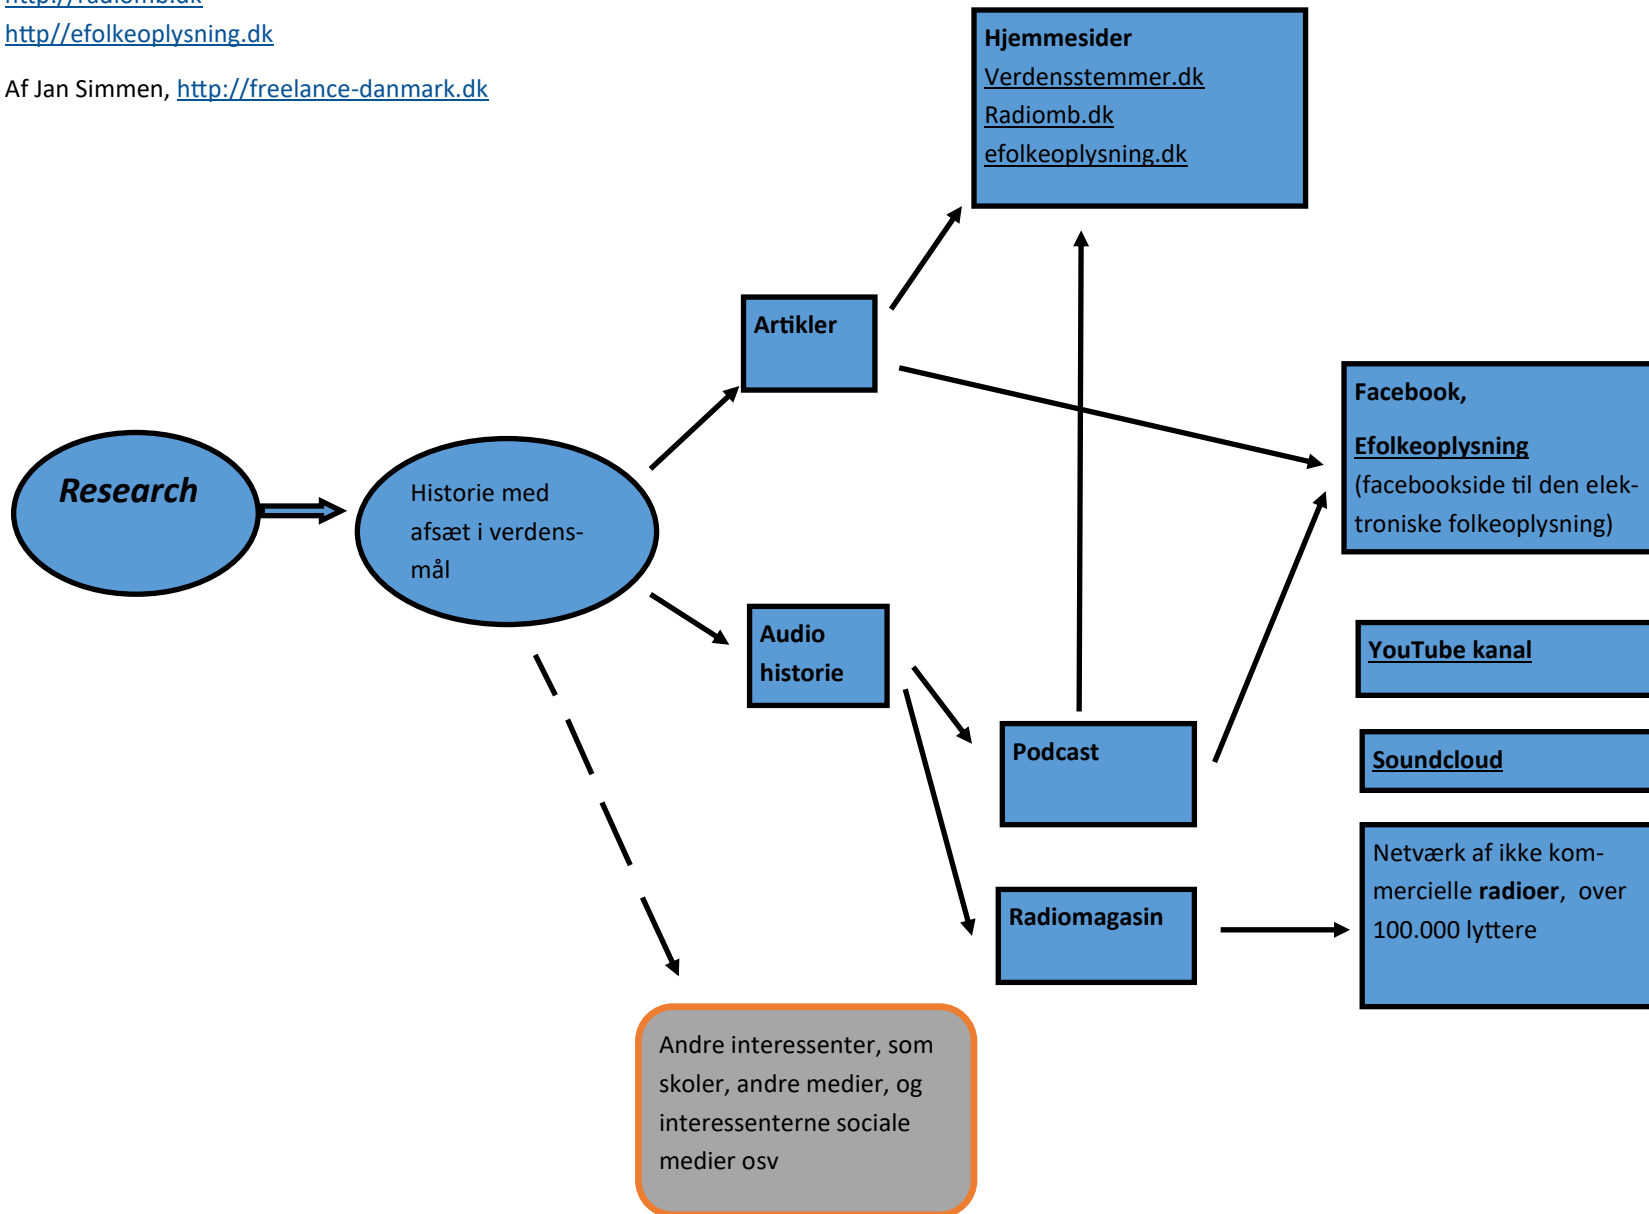 http://radiomb.dk
http//efolkeoplysning.dk
Af Jan Simmen, http://freelance-danmark.dk
Hjemmesider
Verdensstemmer.dk
Radiomb.dk
efolkeoplysning.dk
Artikler
Facebook,
Efolkeoplysning
(facebookside til den elek-
troniske folkeoplysning)
Research
Historie med
afsæt i verdens-
mål
Audio
historie
YouTube kanal
Podcast
Soundcloud
Netværk af ikke kom-
mercielle radioer,  over
100.000 lyttere
Radiomagasin
Andre interessenter, som
skoler, andre medier, og
interessenterne sociale
medier osv